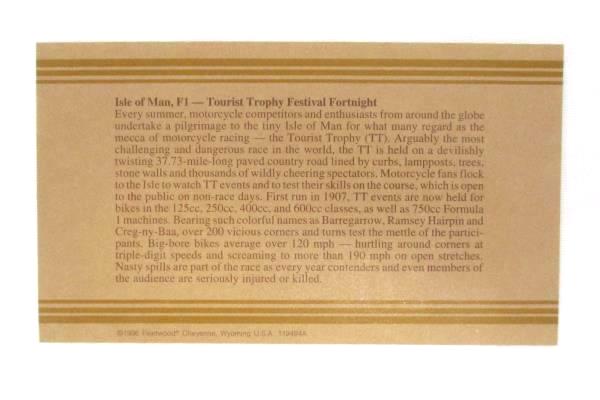 Isle of Man, F1 — Tourist Trophy Festival Fortnight
Every summer, motorcycle competitors and enthusiasts from around the globe
undertake a pilgrimage to the tiny Isle of Man for what many regard as the
mecca of motorcycle racing — the Tourist Trophy (TT). Arguably the most
challenging and dangerous race in the world, the TT is held on a devilishly
twisting 37.73-mile-long paved country road lined by curbs, lampposts, trees,
stone walls and thousands of wildly cheering spectators. Motorcycle fans flock
to the Isle to watch TT events and to test their skills on the course, which is open
to the public on non-race days. First run in 1907, TT events are now held for
bikes in the 125cc, 250cc, 400cc, and 600cc classes, as well as 750cc Formula
1 machines. Bearing such colorful names as Barregarrow, Ramsey Hairpin and
Creg-ny-Baa, over 200 vicious corners and turns test the mettle of the partici-
pants. Big-bore bikes average over 120 mph — hurtling around corners at
triple-digit speeds and screaming to more than 190 mph on open stretches.
Nasty spills are part of the race as every year contenders and even members of
the audience are seriously injured or killed.
©1996 Fleetwood® Cheyenne, Wyoming U.S.A. 119494A